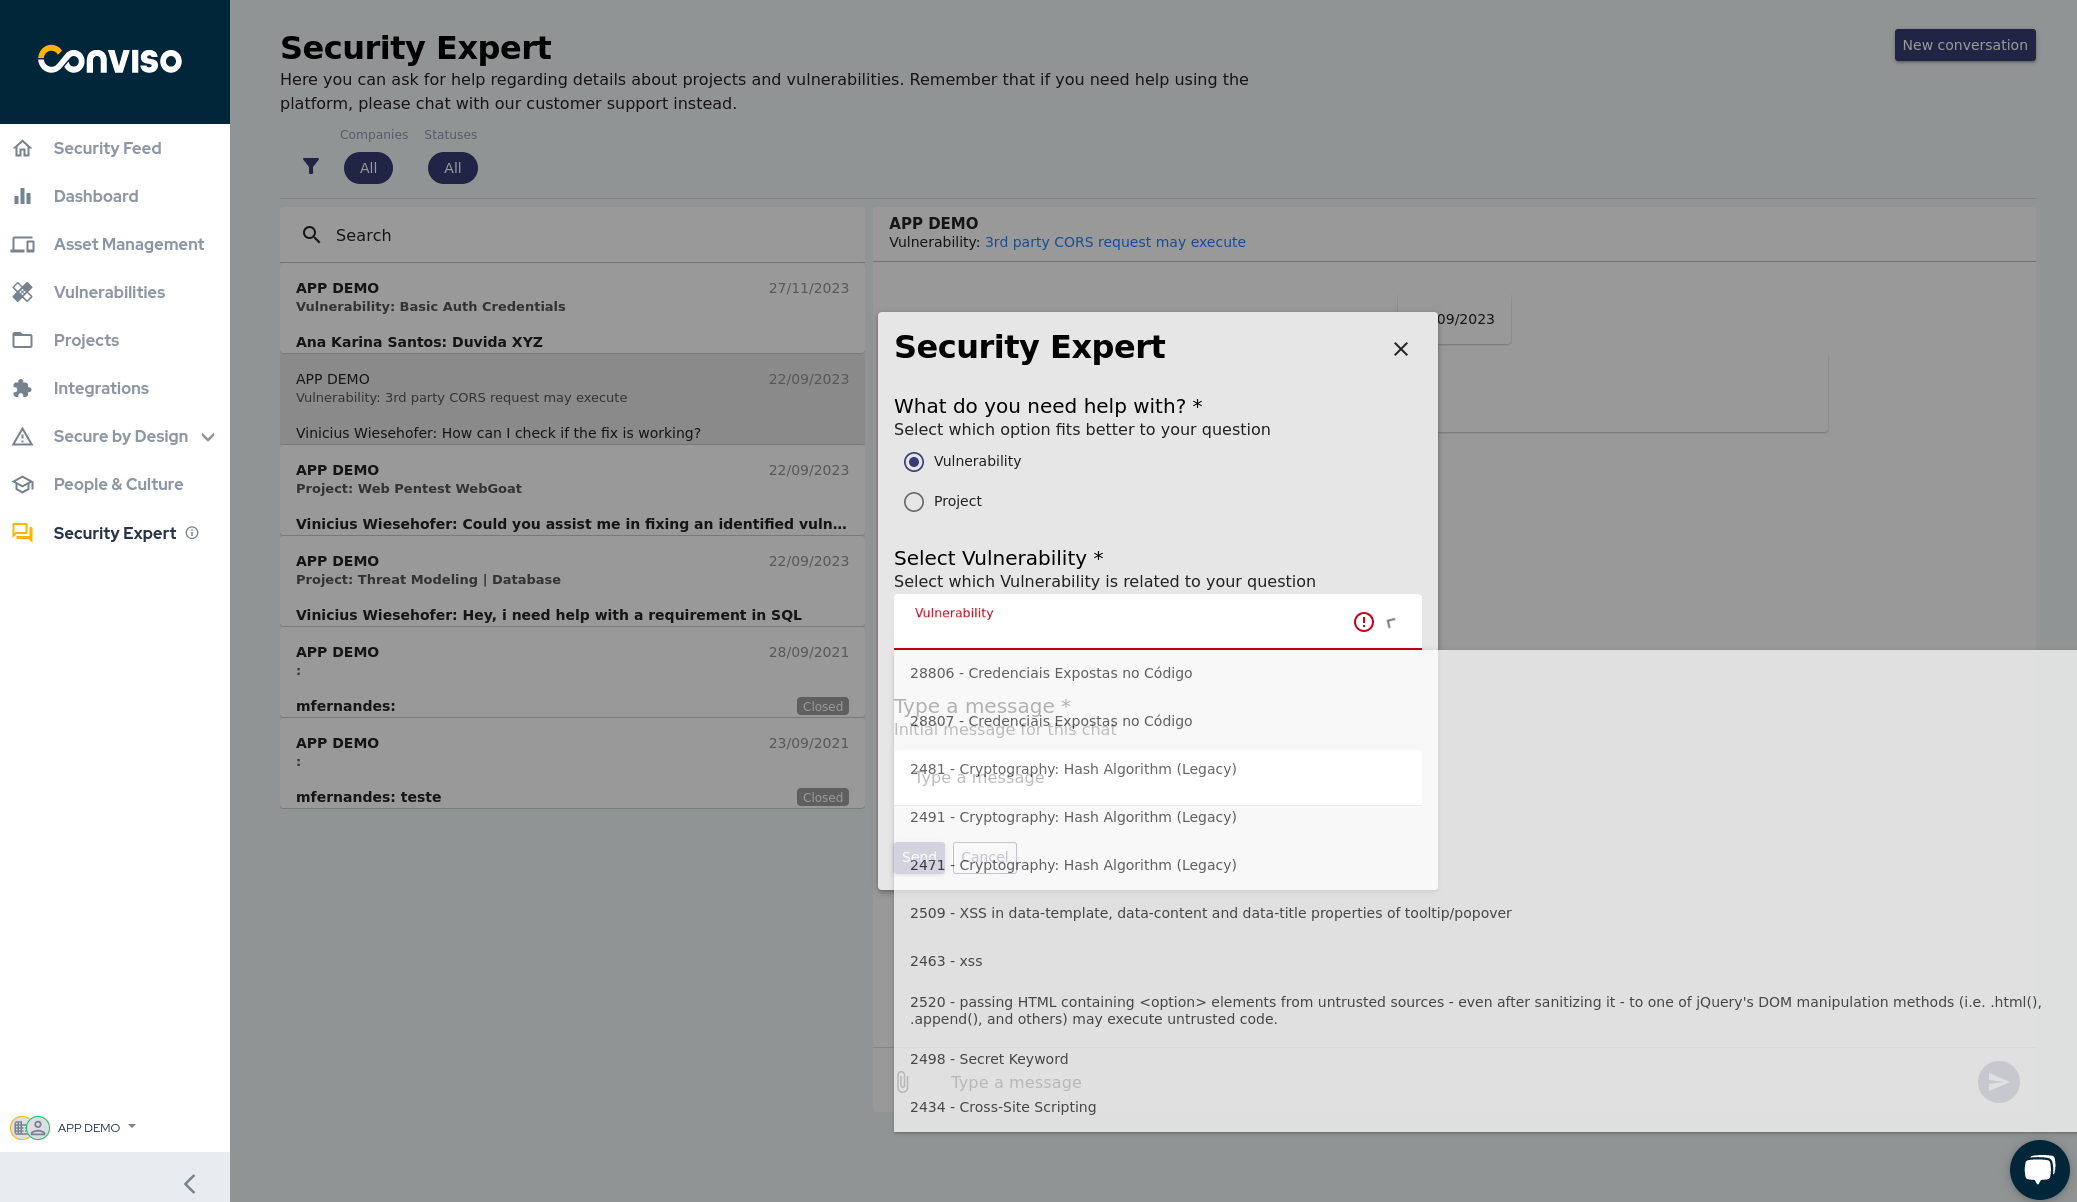 Conviso
Security Feed
Dashboard
Asset Management
Vulnerabilities
Projects
Integrations
Secure by Design
People & Culture
Security Expert
APP DEMO
Security Expert
New conversation
Here you can ask for help regarding details about projects and vulnerabilities. Remember that if you need help using the
platform, please chat with our customer support instead.
Companies
Statuses
All
All
Search
APP DEMO
27/11/2023
Vulnerability: Basic Auth Credentials
Ana Karina Santos: Duvida XYZ
APP DEMO
22/09/2023
Vulnerability: 3rd party CORS request may execute
Vinicius Wiesehofer: How can I check if the fix is working?
APP DEMO
22/09/2023
Project: Web Pentest WebGoat
Vinicius Wiesehofer: Could you assist me in fixing an identified vuln...
APP DEMO
22/09/2023
Project: Threat Modeling | Database
Vinicius Wiesehofer: Hey, i need help with a requirement in SQL
APP DEMO
28/09/2021
:
mfernandes:
Closed
APP DEMO
23/09/2021
:
mfernandes: teste
Closed
APP DEMO
Vulnerability: 3rd party CORS request may execute
09/2023
Security Expert
What do you need help with? *
Select which option fits better to your question
Vulnerability
Project
Select Vulnerability *
Select which Vulnerability is related to your question
Vulnerability
28806 - Credenciais Expostas no Código
Type a message *
28807 - Credenciais Expostas no Código
Initial message for this chat
2481 - Cryptography: Hash Algorithm (Legacy)
Type a message
2491 - Cryptography: Hash Algorithm (Legacy)
Send
Cancel
2471 - Cryptography: Hash Algorithm (Legacy)
2509 - XSS in data-template, data-content and data-title properties of tooltip/popover
2463 - xss
2520 - passing HTML containing <option> elements from untrusted sources - even after sanitizing it - to one of jQuery's DOM manipulation methods (i.e. .html(),
.append(), and others) may execute untrusted code.
2498 - Secret Keyword
Type a message
2434 - Cross-Site Scripting